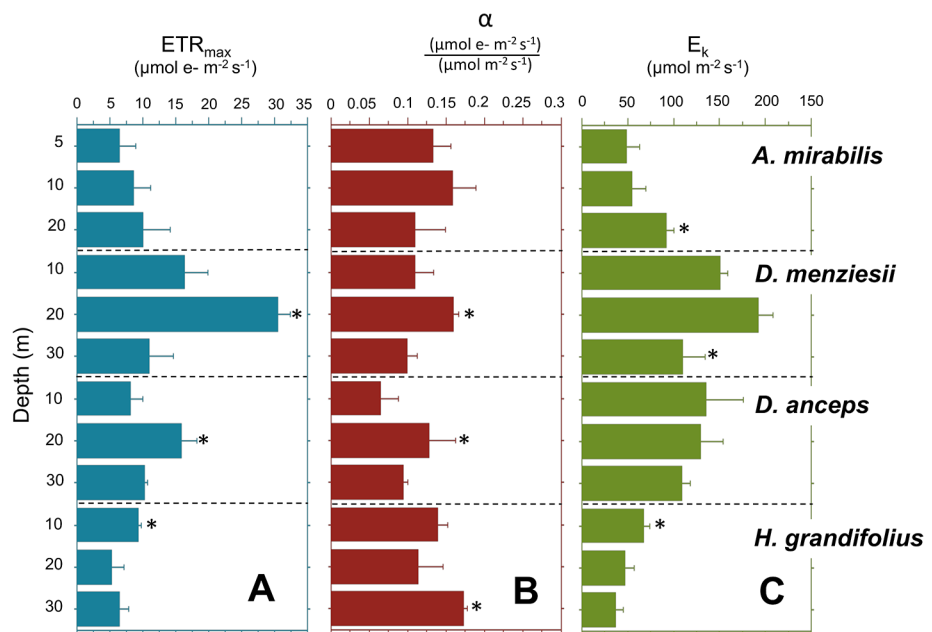 α
ETRmax
(µmol e- m-2 s-1)
(µmol e- m-2 s-1)
(µmol m-2 s-1)
Ek
(µmol m-2 s-1)
0 5 10 15 20 25 30 35
0 0.05 0.1 0.15 0.2 0.25 0.3
0 50 100 150 200 150
Depth (m)
5
A. mirabilis
10
20
*
10
D. menziesii
20 * *
30 *
10
D. anceps
20 * *
30
10 * *
H. grandifolius
20
30 *
A B C